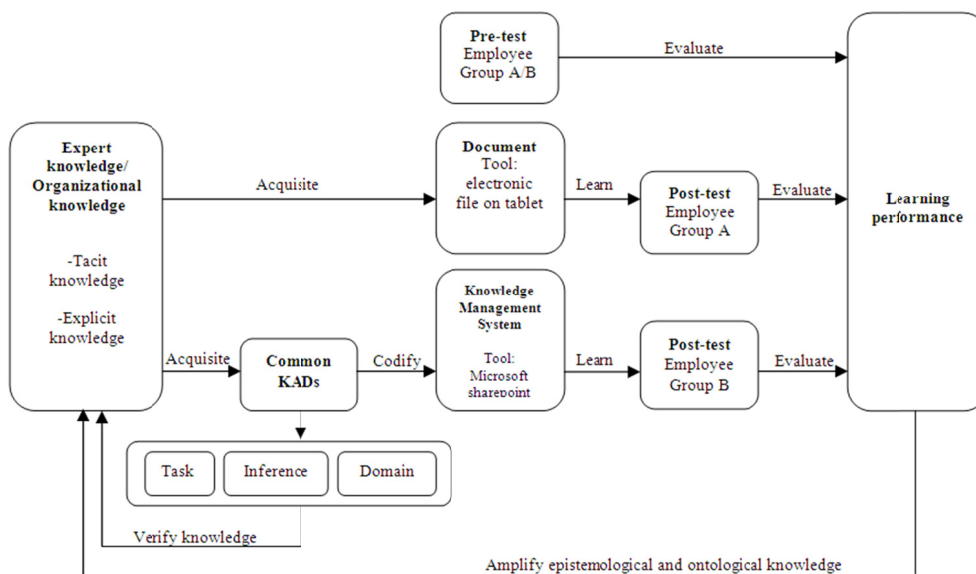 Pre-test
Employee
Group A/B
Evaluate
Expert
knowledge/
Organizational
knowledge
-Tacit
knowledge
-Explicit
knowledge
Acquisite
Document
Tool:
electronic
file on tablet
Learn
Post-test
Employee
Group A
Evaluate
Learning
performance
Acquisite
Common
KADs
Codify
Knowledge
Management
System
Tool:
Microsoft
sharepoint
Learn
Post-test
Employee
Group B
Evaluate
Task
Inference
Domain
Verify knowledge
Amplify epistemological and ontological knowledge